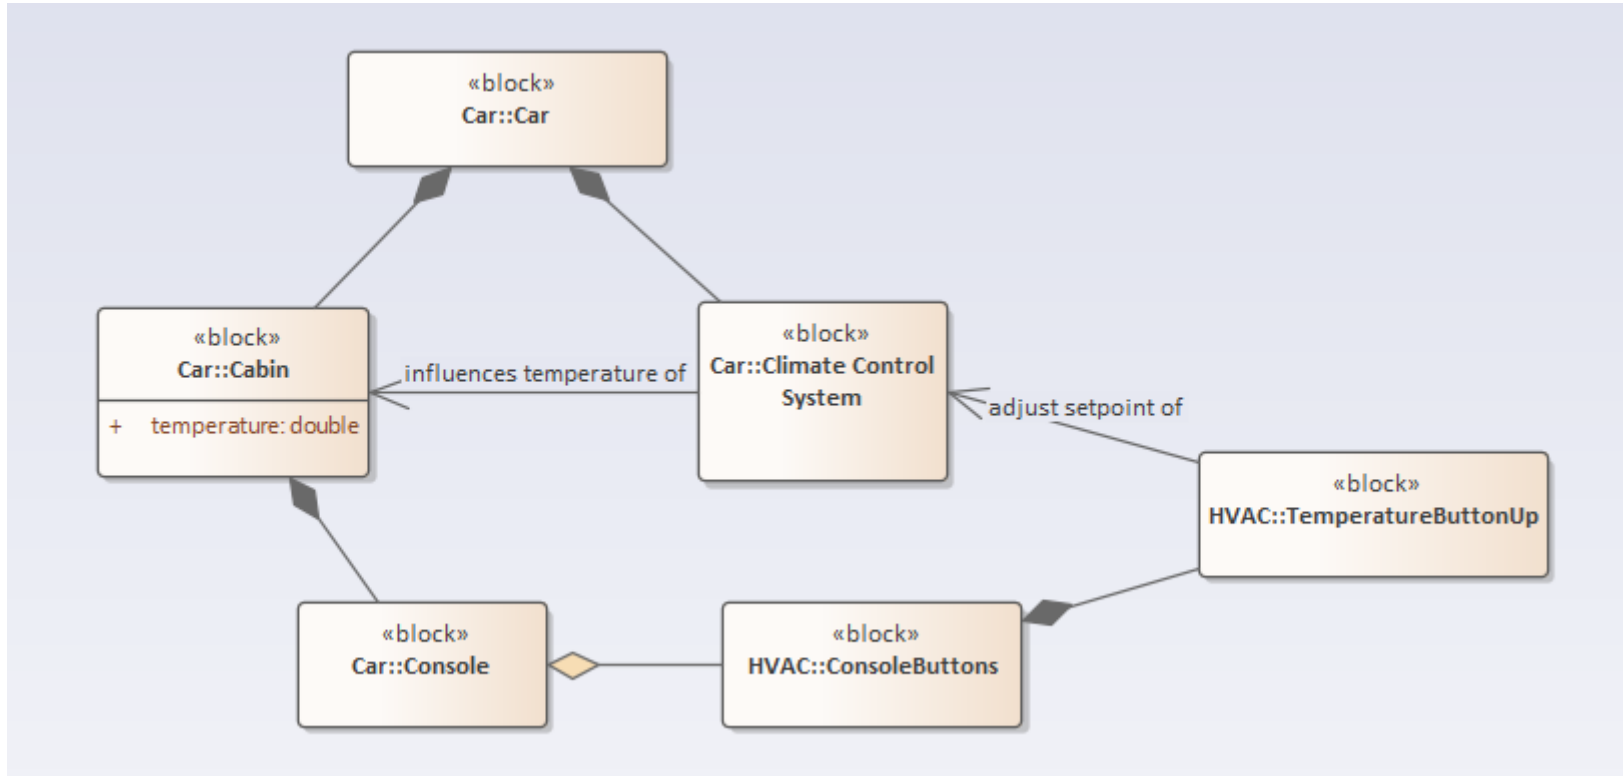 «block»
Car::Car
«block»
Car::Cabin
+ temperature: double
influences temperature of
«block»
Car::Climate Control
System
adjust setpoint of
«block»
HVAC::TemperatureButtonUp
«block»
Car::Console
«block»
HVAC::ConsoleButtons